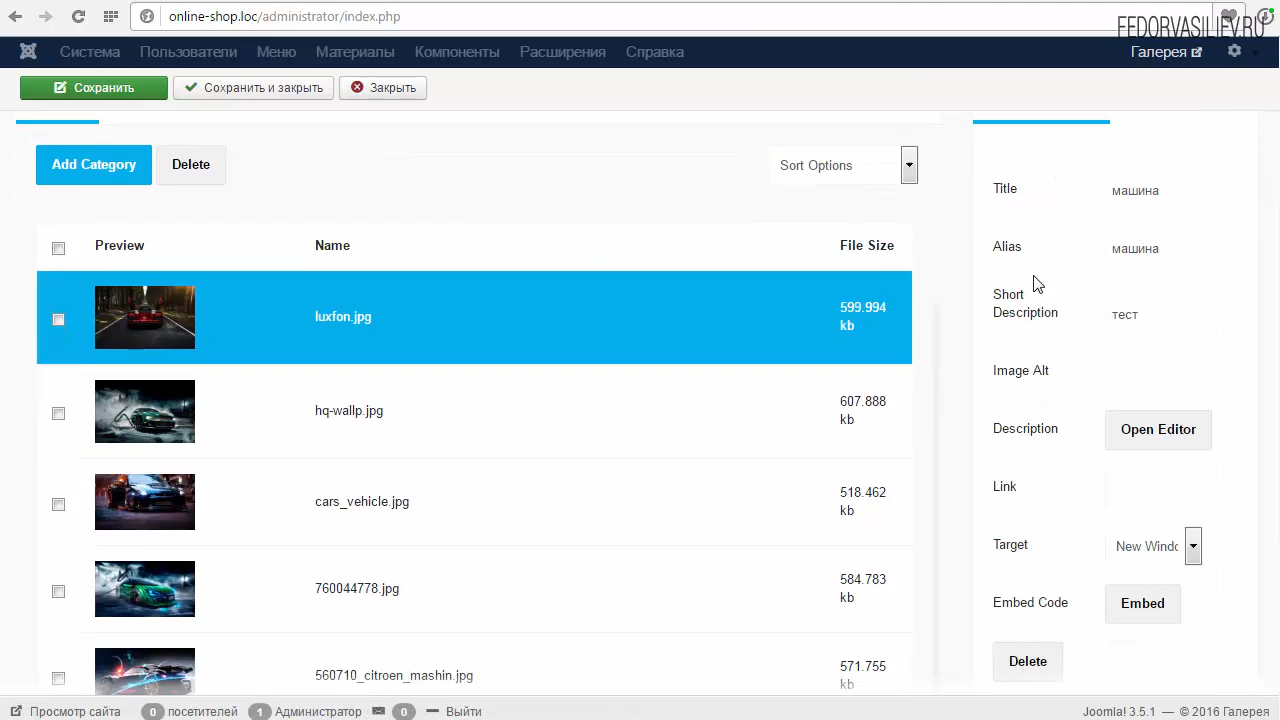 online-shop.loc/administrator/index.php
FEDORVASILIEV.RU
Система Пользователи Меню Материалы Компоненты Расширения Справка Галерея
Сохранить Сохранить и закрыть Закрыть
Add Category Delete Sort Options
Preview Name File Size
luxfon.jpg 599.994
kb
hq-wallp.jpg 607.888
kb
cars_vehicle.jpg 518.462
kb
760044778.jpg 584.783
kb
560710_citroen_mashin.jpg 571.755
kb
Title машина
Alias машина
Short
Description тест
Image Alt
Description Open Editor
Link
Target New Windo
Embed Code Embed
Delete
Просмотр сайта 0 посетителей 1 Администратор 0 Выйти Joomla! 3.5.1 — © 2016 Галерея